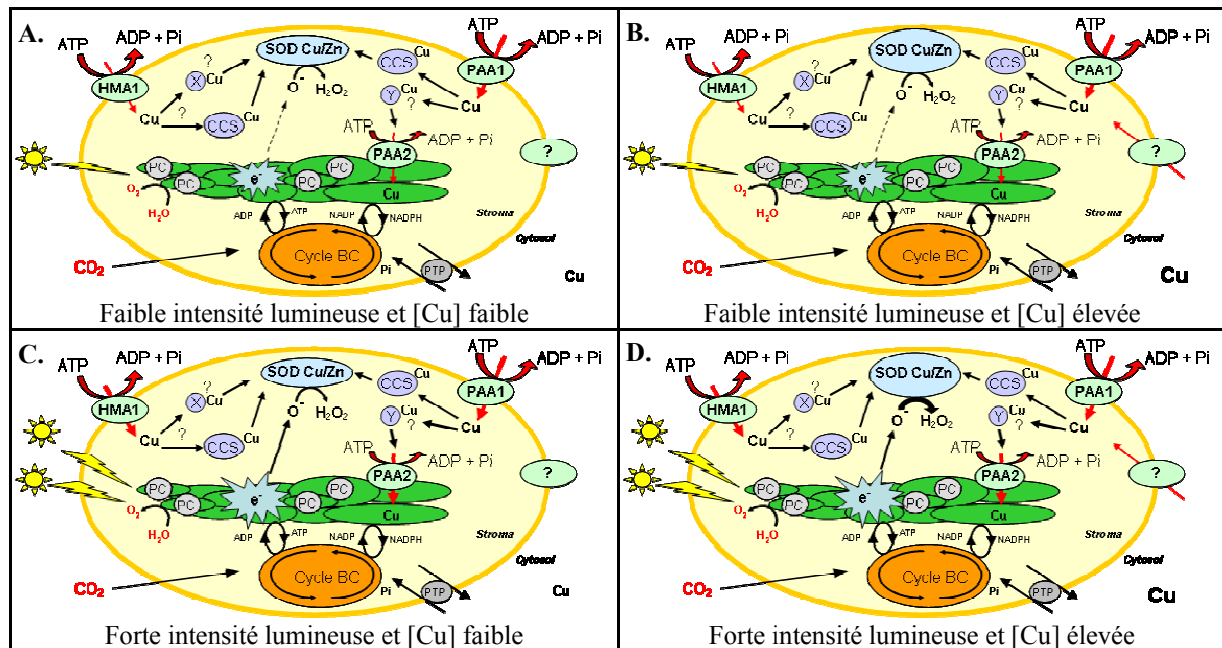 A.
ATP
ADP + Pi
HMA1
SOD Cu/Zn
ATP
ADP + Pi
PAA1
Cu
CCS
?
X
Cu
O⁻
H₂O₂
Cu
?
CCS
Cu
Cu
Y
?
Cu
ATP
ADP + Pi
PAA2
?
PC
PC
PC
PC
e⁻
O₂
H₂O
Cu
ADP
ATP
NADP
NADPH
Stroma
Cytosol
CO₂
Cycle BC
Pi
PTP
Cu
Faible intensité lumineuse et [Cu] faible
B.
ATP
ADP + Pi
HMA1
SOD Cu/Zn
ATP
ADP + Pi
PAA1
Cu
CCS
?
X
Cu
O⁻
H₂O₂
Cu
?
CCS
Cu
Cu
Y
?
Cu
ATP
ADP + Pi
PAA2
?
PC
PC
PC
PC
e⁻
O₂
H₂O
Cu
ADP
ATP
NADP
NADPH
Stroma
Cytosol
CO₂
Cycle BC
Pi
PTP
Cu
Faible intensité lumineuse et [Cu] élevée
C.
ATP
ADP + Pi
HMA1
SOD Cu/Zn
ATP
ADP + Pi
PAA1
Cu
CCS
?
X
Cu
O⁻
H₂O₂
Cu
?
CCS
Cu
Cu
Y
?
Cu
ATP
ADP + Pi
PAA2
?
PC
PC
PC
PC
e⁻
O₂
H₂O
Cu
ADP
ATP
NADP
NADPH
Stroma
Cytosol
CO₂
Cycle BC
Pi
PTP
Cu
Forte intensité lumineuse et [Cu] faible
D.
ATP
ADP + Pi
HMA1
SOD Cu/Zn
ATP
ADP + Pi
PAA1
Cu
CCS
?
X
Cu
O⁻
H₂O₂
Cu
?
CCS
Cu
Cu
Y
?
Cu
ATP
ADP + Pi
PAA2
?
PC
PC
PC
PC
e⁻
O₂
H₂O
Cu
ADP
ATP
NADP
NADPH
Stroma
Cytosol
CO₂
Cycle BC
Pi
PTP
Cu
Forte intensité lumineuse et [Cu] élevée